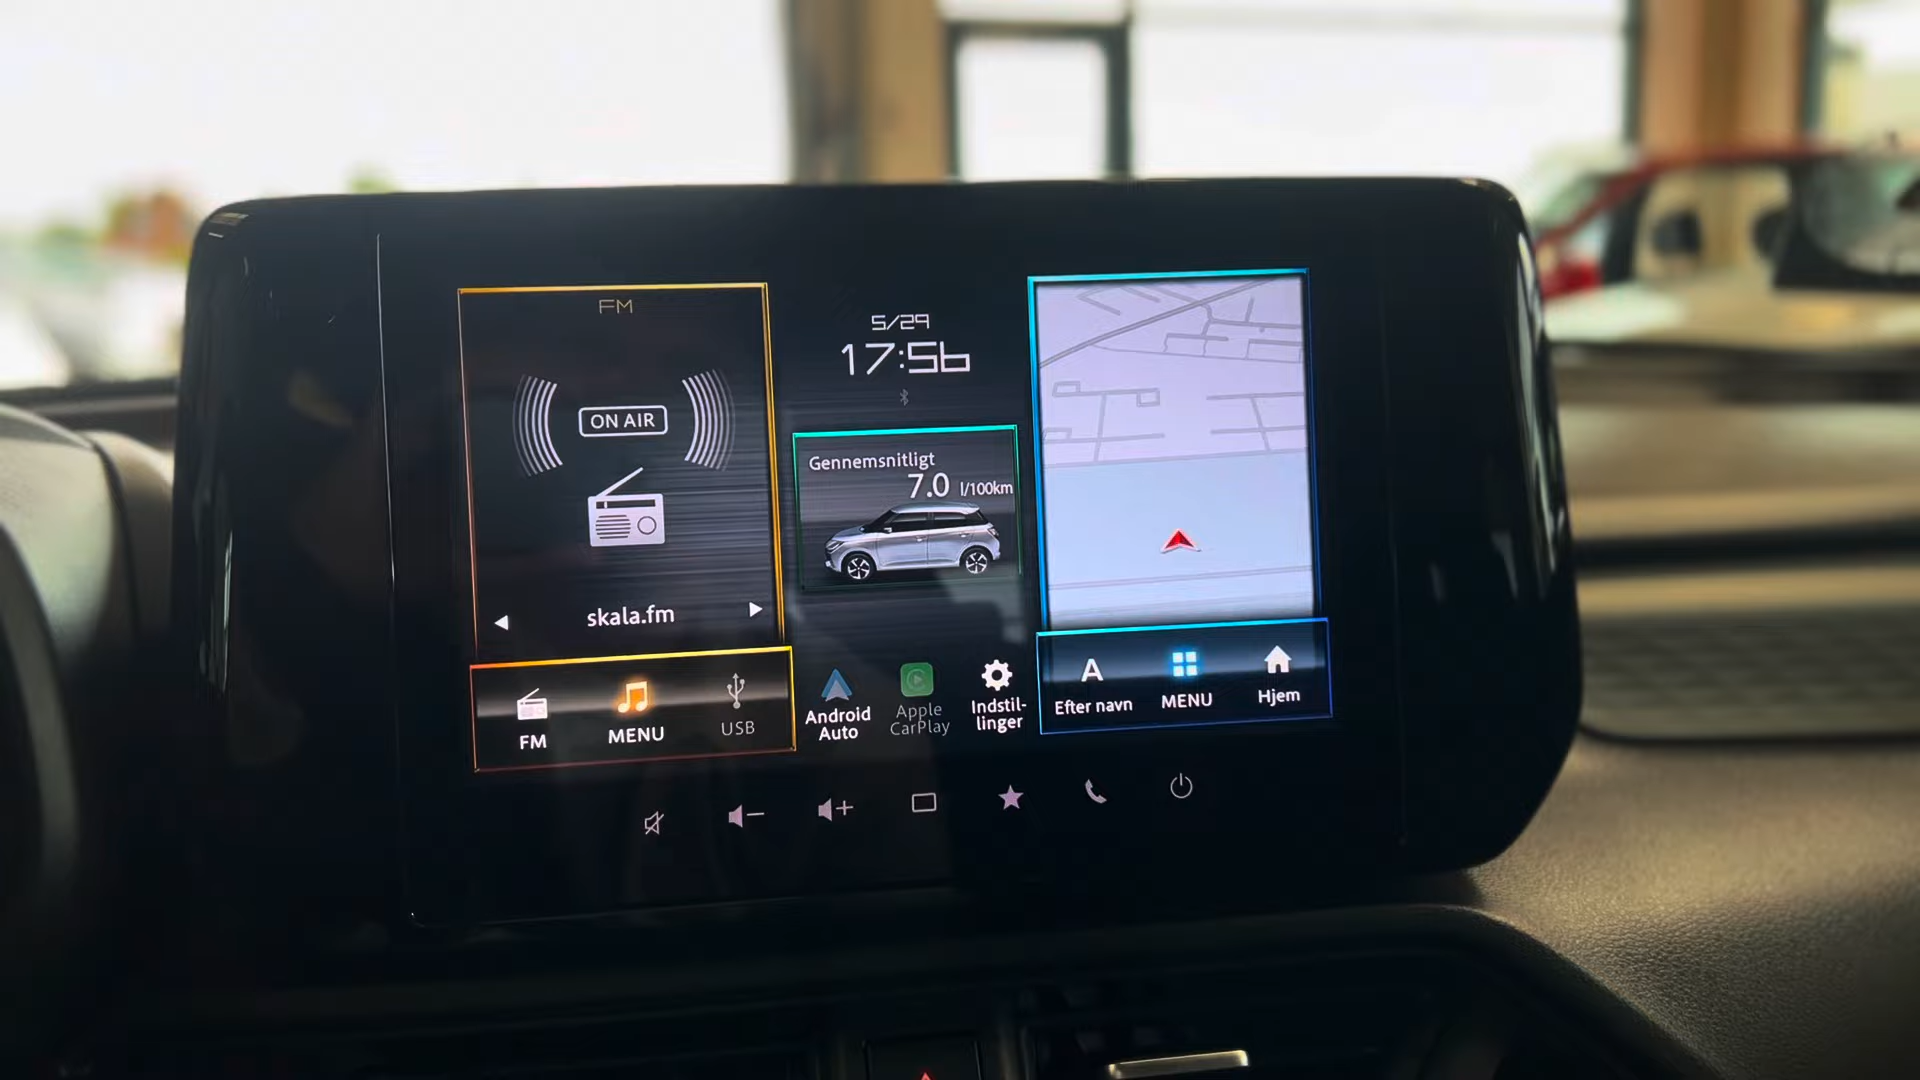 FM
ON AIR
skala.fm
FM
MENU
USB
5/29
17:56
Gennemsnitligt
7.0 l/100km
Android
Auto
Apple
CarPlay
Indstil-
linger
A
Efter navn
MENU
Hjem